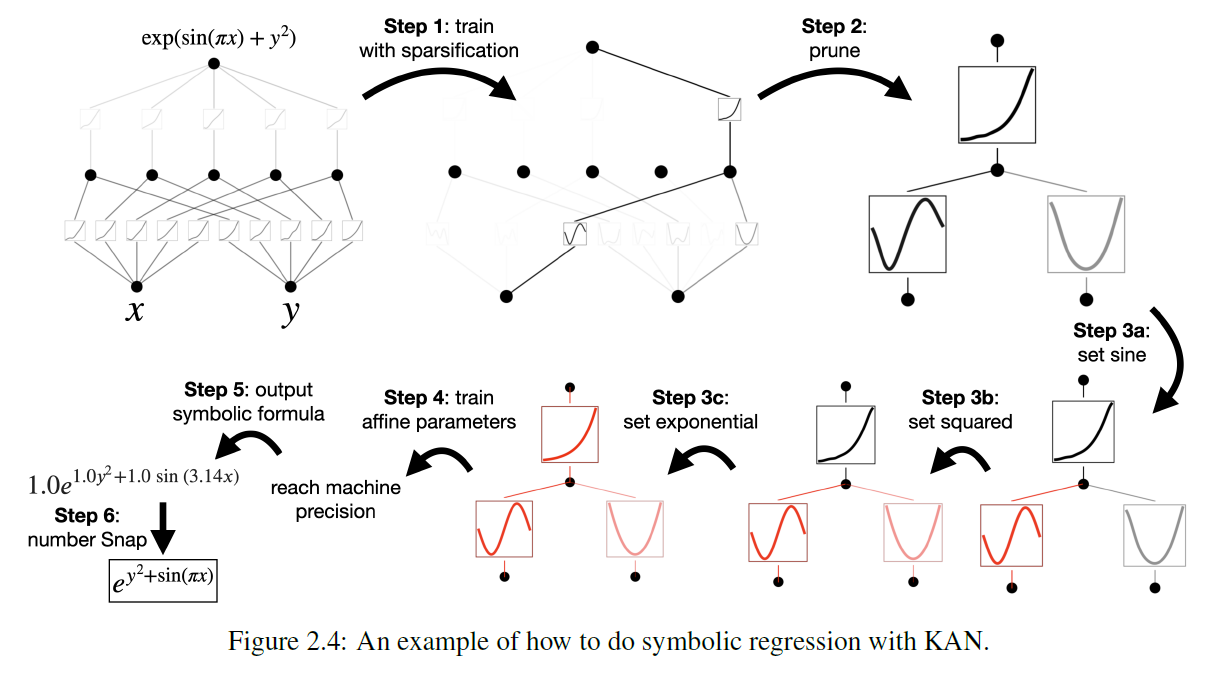 exp(sin(πx) + y²)
Step 1: train
with sparsification
Step 2:
prune
x
y
Step 3a:
set sine
Step 3b:
set squared
Step 3c:
set exponential
Step 4: train
affine parameters
reach machine
precision
Step 5: output
symbolic formula
1.0e^{1.0y²+1.0 sin (3.14x)}
Step 6:
number Snap
e^{y²+sin(πx)}
Figure 2.4: An example of how to do symbolic regression with KAN.